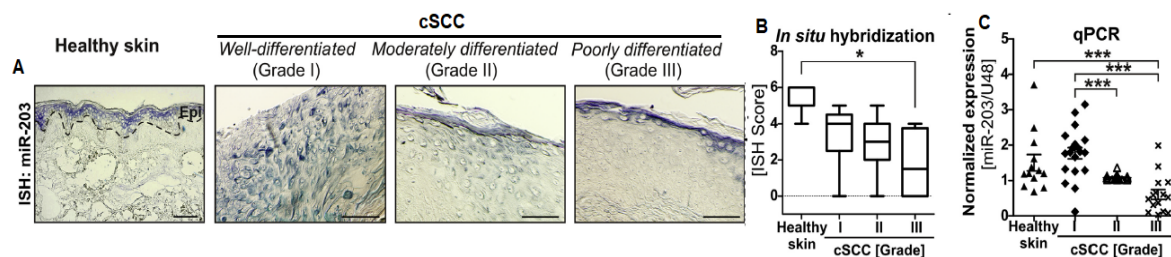 cSCC
Healthy skin
Well-differentiated
(Grade I)
Moderately differentiated
(Grade II)
Poorly differentiated
(Grade III)
A
ISH: miR-203
Epi
B
In situ hybridization
[ISH Score]
8
6
4
2
0
*
Healthy
skin
I
II
III
cSCC [Grade]
C
qPCR
Normalized expression
[miR-203/U48]
5
4
3
2
1
0
***
***
***
Healthy
skin
I
II
III
cSCC [Grade]